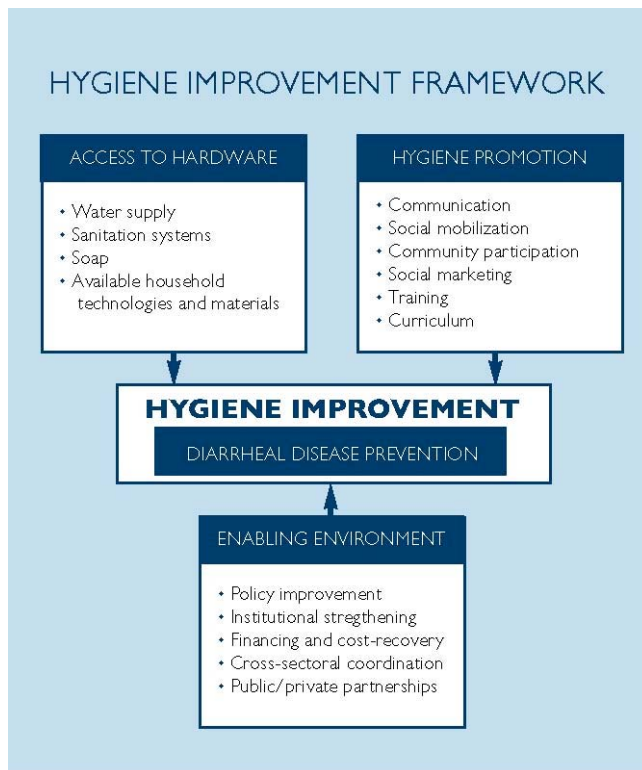 HYGIENE IMPROVEMENT FRAMEWORK
ACCESS TO HARDWARE
• Water supply
• Sanitation systems
• Soap
• Available household
technologies and materials
HYGIENE PROMOTION
• Communication
• Social mobilization
• Community participation
• Social marketing
• Training
• Curriculum
HYGIENE IMPROVEMENT
DIARRHEAL DISEASE PREVENTION
ENABLING ENVIRONMENT
• Policy improvement
• Institutional stregthening
• Financing and cost-recovery
• Cross-sectoral coordination
• Public/private partnerships